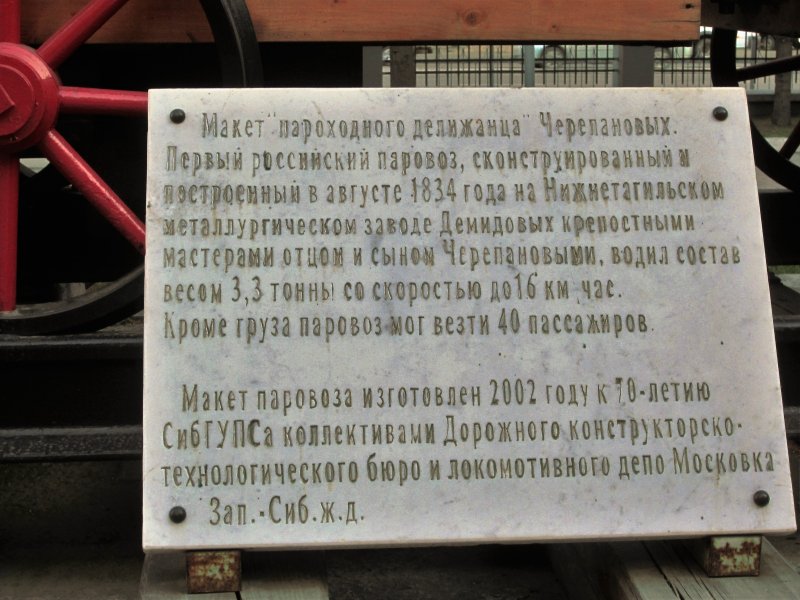 Макет "пароходного делижанца" Черепановых.
Первый российский паровоз, сконструированный и
построенный в августе 1834 года на Нижнетагильском
металлургическом заводе Демидовых крепостными
мастерами отцом и сыном Черепановыми, водил состав
весом 3,3 тонны со скоростью до 16 км час.
Кроме груза паровоз мог везти 40 пассажиров.
Макет паровоза изготовлен 2002 году к 70-летию
СибГУПСа коллективами Дорожного конструкторско-
технологического бюро и локомотивного депо Московка
Зап.-Сиб.ж.д.